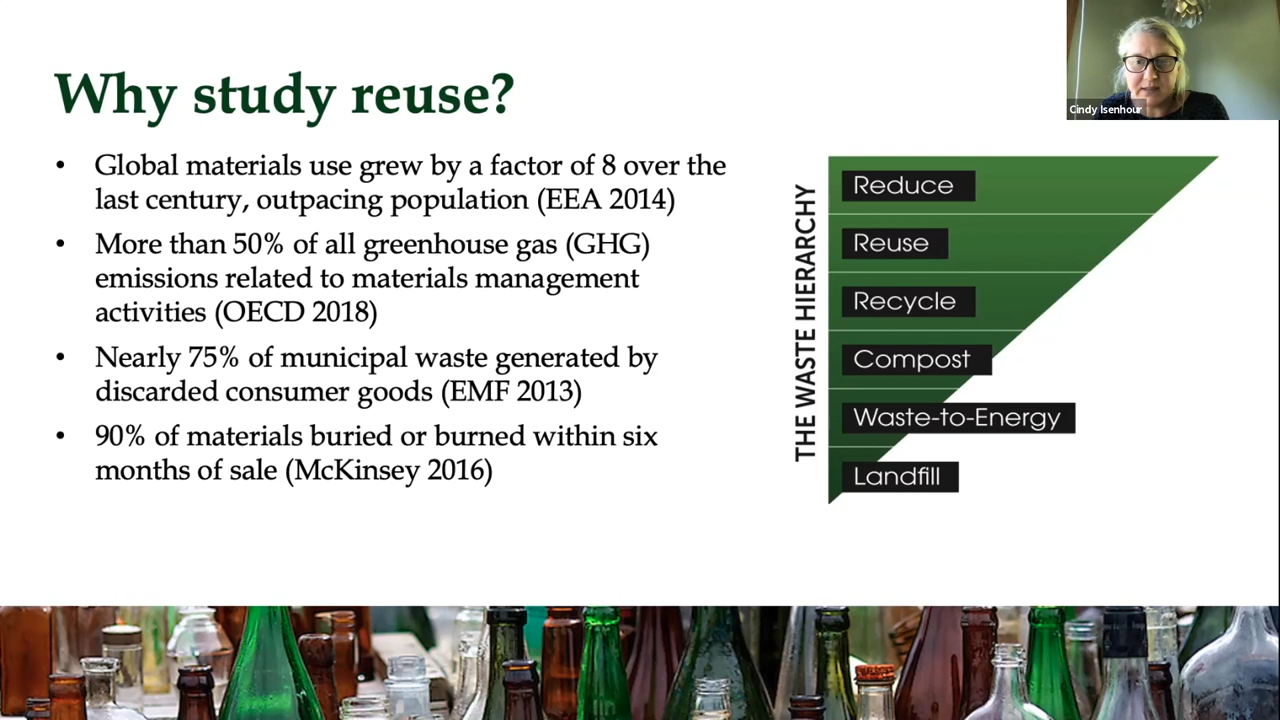 Why study reuse?
• Global materials use grew by a factor of 8 over the
last century, outpacing population (EEA 2014)
• More than 50% of all greenhouse gas (GHG)
emissions related to materials management
activities (OECD 2018)
• Nearly 75% of municipal waste generated by
discarded consumer goods (EMF 2013)
• 90% of materials buried or burned within six
months of sale (McKinsey 2016)
THE WASTE HIERARCHY
Reduce
Reuse
Recycle
Compost
Waste-to-Energy
Landfill
Cindy Isenhour